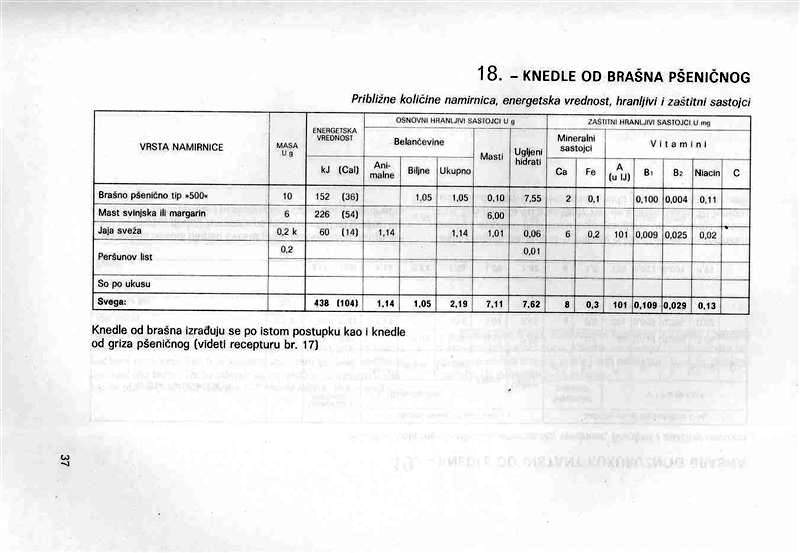 18. – KNEDLE OD BRAŠNA PŠENIČNOG
Približne količine namirnica, energetska vrednost, hranljivi i zaštitni sastojci
VRSTA NAMIRNICE MASA U g ENERGETSKA VREDNOST OSNOVNI HRANLJIVI SASTOJCI U g ZAŠTITNI HRANLJIVI SASTOJCI U mg
Belančevine Masti Ugljeni hidrati Mineralni sastojci Vitamini
kJ (Cal) Ani-malne Biljne Ukupno Ca Fe A (u IJ) B1 B2 Niacin C
Brašno pšenično tip »500« 10 152 (36) 1,05 1,05 0,10 7,55 2 0,1 0,100 0,004 0,11
Mast svinjska ili margarin 6 226 (54) 6,00
Jaja sveža 0,2 k 60 (14) 1,14 1,14 1,01 0,06 6 0,2 101 0,009 0,025 0,02
Peršunov list 0,2 0,01
So po ukusu
Svega: 438 (104) 1,14 1,05 2,19 7,11 7,62 8 0,3 101 0,109 0,029 0,13
Knedle od brašna izrađuju se po istom postupku kao i knedle
od griza pšeničnog (videti recepturu br. 17)
37